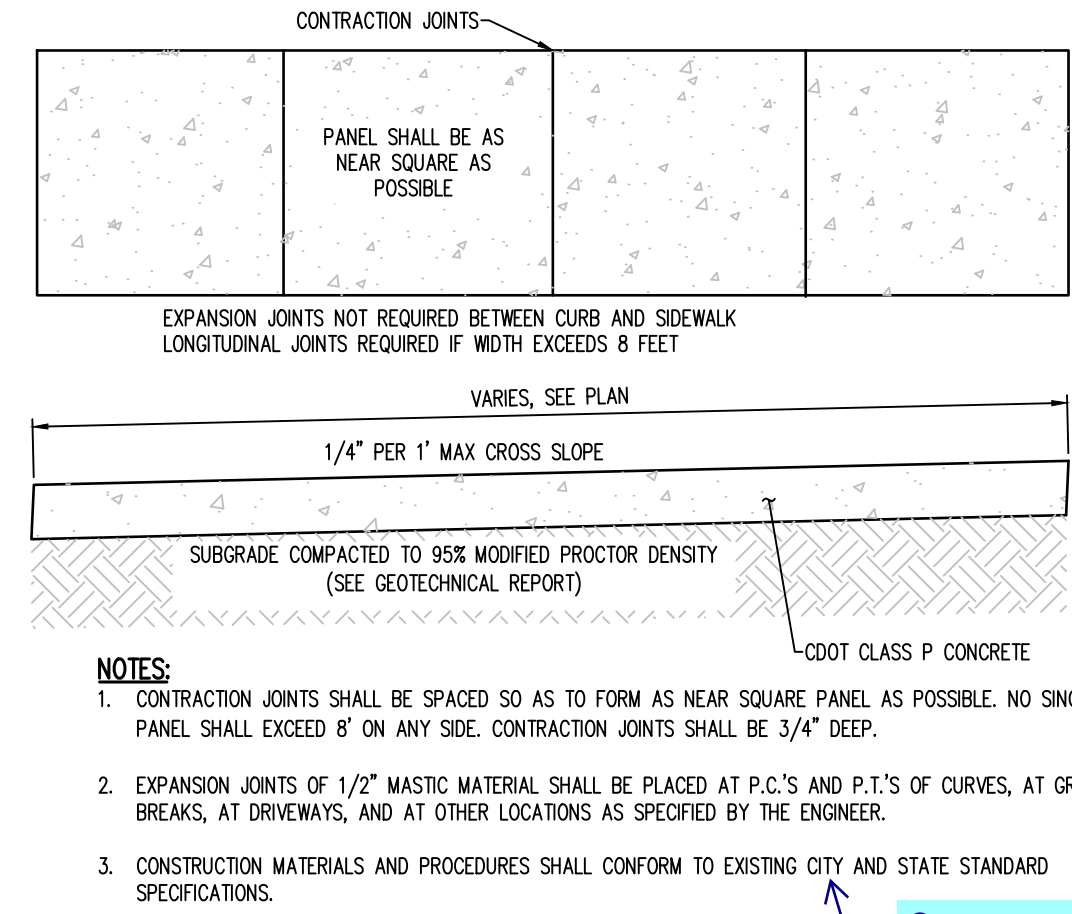 CONTRACTION JOINTS
PANEL SHALL BE AS
NEAR SQUARE AS
POSSIBLE
EXPANSION JOINTS NOT REQUIRED BETWEEN CURB AND SIDEWALK
LONGITUDINAL JOINTS REQUIRED IF WIDTH EXCEEDS 8 FEET
VARIES, SEE PLAN
1/4" PER 1' MAX CROSS SLOPE
SUBGRADE COMPACTED TO 95% MODIFIED PROCTOR DENSITY
(SEE GEOTECHNICAL REPORT)
CDOT CLASS P CONCRETE
NOTES:
1. CONTRACTION JOINTS SHALL BE SPACED SO AS TO FORM AS NEAR SQUARE PANEL AS POSSIBLE. NO
PANEL SHALL EXCEED 8' ON ANY SIDE. CONTRACTION JOINTS SHALL BE 3/4" DEEP.
2. EXPANSION JOINTS OF 1/2" MASTIC MATERIAL SHALL BE PLACED AT P.C.'S AND P.T.'S OF CURVES, AT
BREAKS, AT DRIVEWAYS, AND AT OTHER LOCATIONS AS SPECIFIED BY THE ENGINEER.
3. CONSTRUCTION MATERIALS AND PROCEDURES SHALL CONFORM TO EXISTING CITY AND STATE STANDARD
SPECIFICATIONS.